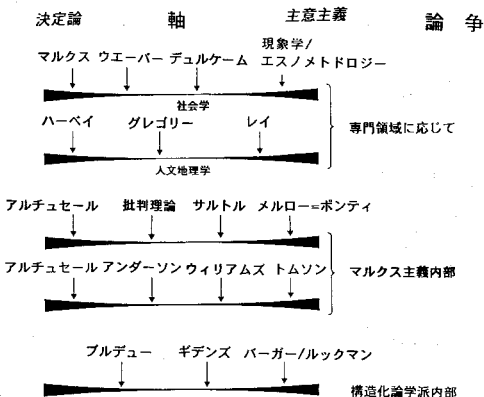 決定論 軸 主意主義 論争
現象学/
マルクス ウエーバー デュルケーム エスノメトドロジー
社会学
ハーベイ グレゴリー レイ
専門領域に応じて
人文地理学
アルチュセール 批判理論 サルトル メルロー=ポンティ
アルチュセール アンダーソン ウィリアムズ トムソン マルクス主義内部
ブルデュー ギデンズ バーガー/ルックマン
構造化論学派内部